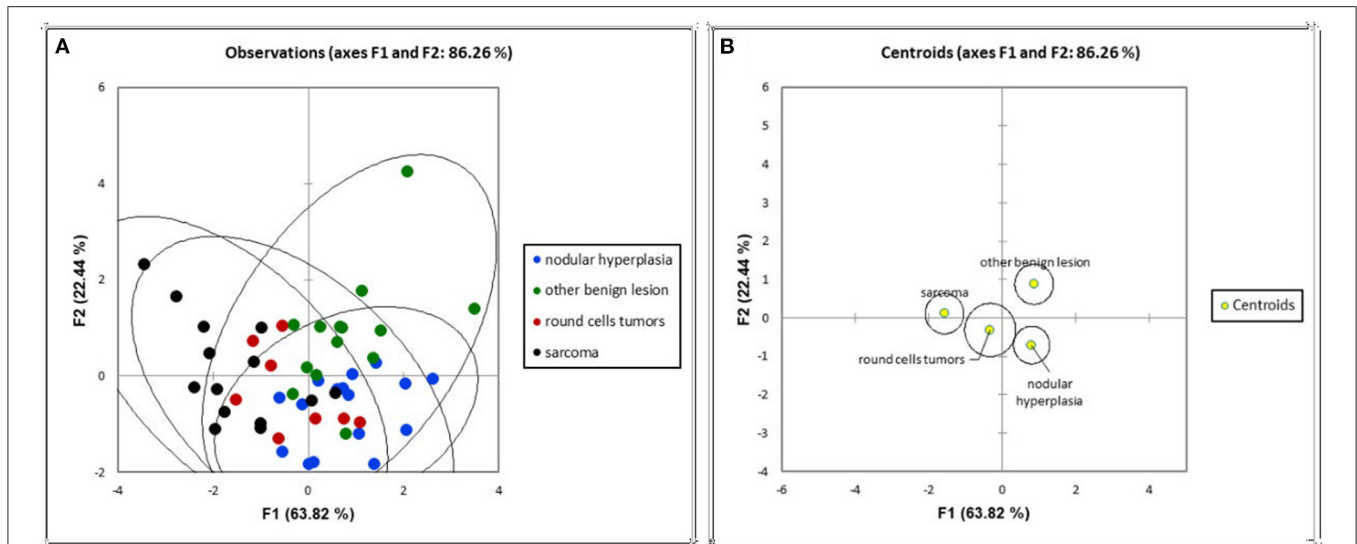 A
Observations (axes F1 and F2: 86.26 %)
6
4
2
0
-2
-4
-2
0
2
4
F2 (22.44 %)
F1 (63.82 %)
nodular hyperplasia
other benign lesion
round cells tumors
sarcoma
B
Centroids (axes F1 and F2: 86.26 %)
6
5
4
3
2
1
0
-1
-2
-3
-4
-6
-4
-2
0
2
4
F2 (22.44 %)
F1 (63.82 %)
other benign lesion
sarcoma
round cells tumors
nodular
hyperplasia
Centroids